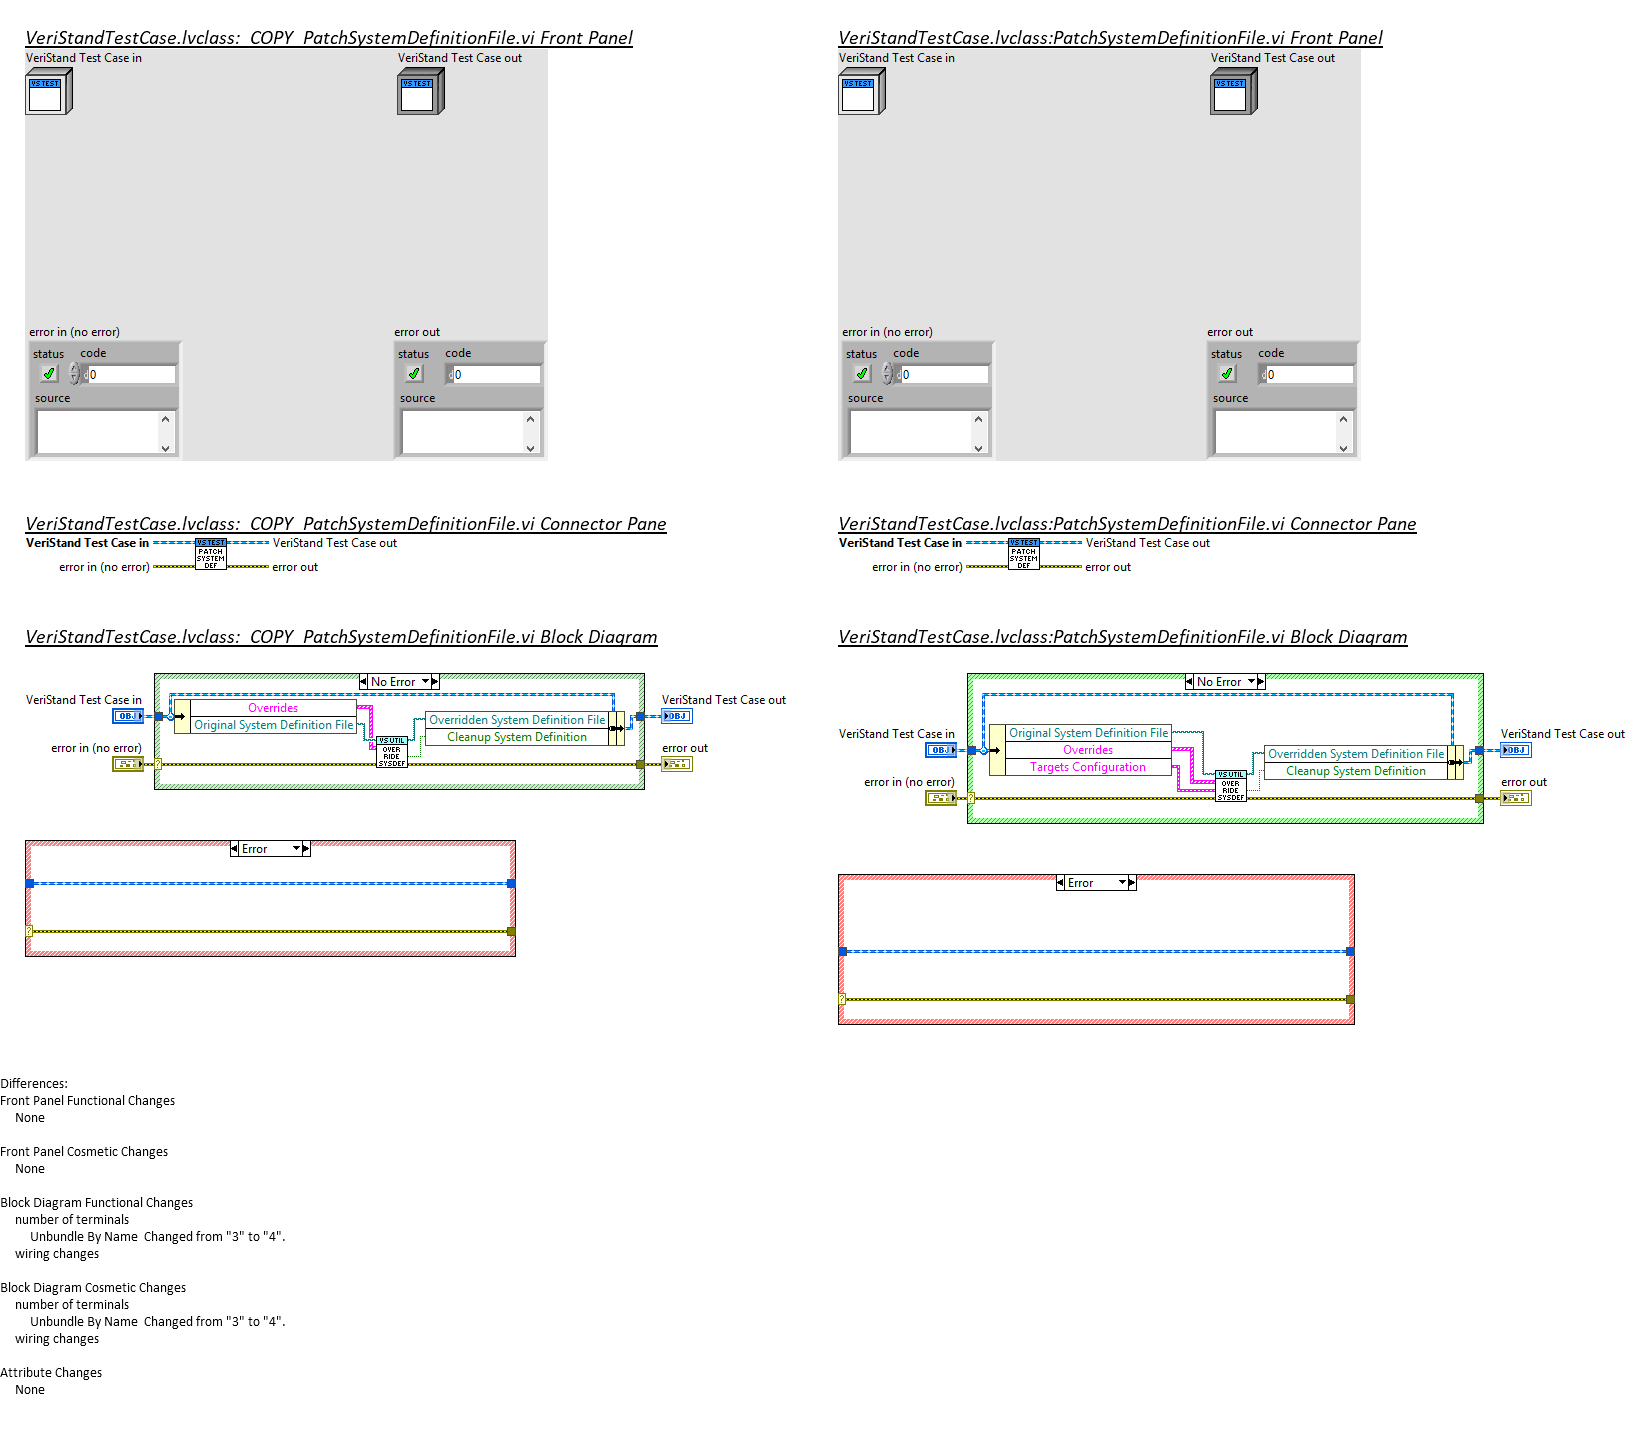 VeriStandTestCase.lvclass:  COPY  PatchSystemDefinitionFile.vi Front Panel
VeriStand Test Case in
VeriStand Test Case out
VS TEST
VS TEST
error in (no error)
error out
status
code
0
source
status
code
0
source
VeriStandTestCase.lvclass:PatchSystemDefinitionFile.vi Front Panel
VeriStand Test Case in
VeriStand Test Case out
VS TEST
VS TEST
error in (no error)
error out
status
code
0
source
status
code
0
source
VeriStandTestCase.lvclass:  COPY  PatchSystemDefinitionFile.vi Connector Pane
VeriStand Test Case in
VS TEST
PATCH
SYSTEM
DEF
VeriStand Test Case out
error in (no error)
error out
VeriStandTestCase.lvclass:PatchSystemDefinitionFile.vi Connector Pane
VeriStand Test Case in
VS TEST
PATCH
SYSTEM
DEF
VeriStand Test Case out
error in (no error)
error out
VeriStandTestCase.lvclass:  COPY  PatchSystemDefinitionFile.vi Block Diagram
No Error
VeriStand Test Case in
OBJ
error in (no error)
?
Overrides
Original System Definition File
VS UTIL
OVER
RIDE
SYSDEF
Overridden System Definition File
Cleanup System Definition
VeriStand Test Case out
OBJ
error out
Error
?
VeriStandTestCase.lvclass:PatchSystemDefinitionFile.vi Block Diagram
No Error
VeriStand Test Case in
OBJ
error in (no error)
?
Original System Definition File
Overrides
Targets Configuration
VS UTIL
OVER
RIDE
SYSDEF
Overridden System Definition File
Cleanup System Definition
VeriStand Test Case out
OBJ
error out
Error
?
Differences:
Front Panel Functional Changes
None
Front Panel Cosmetic Changes
None
Block Diagram Functional Changes
number of terminals
Unbundle By Name  Changed from "3" to "4".
wiring changes
Block Diagram Cosmetic Changes
number of terminals
Unbundle By Name  Changed from "3" to "4".
wiring changes
Attribute Changes
None